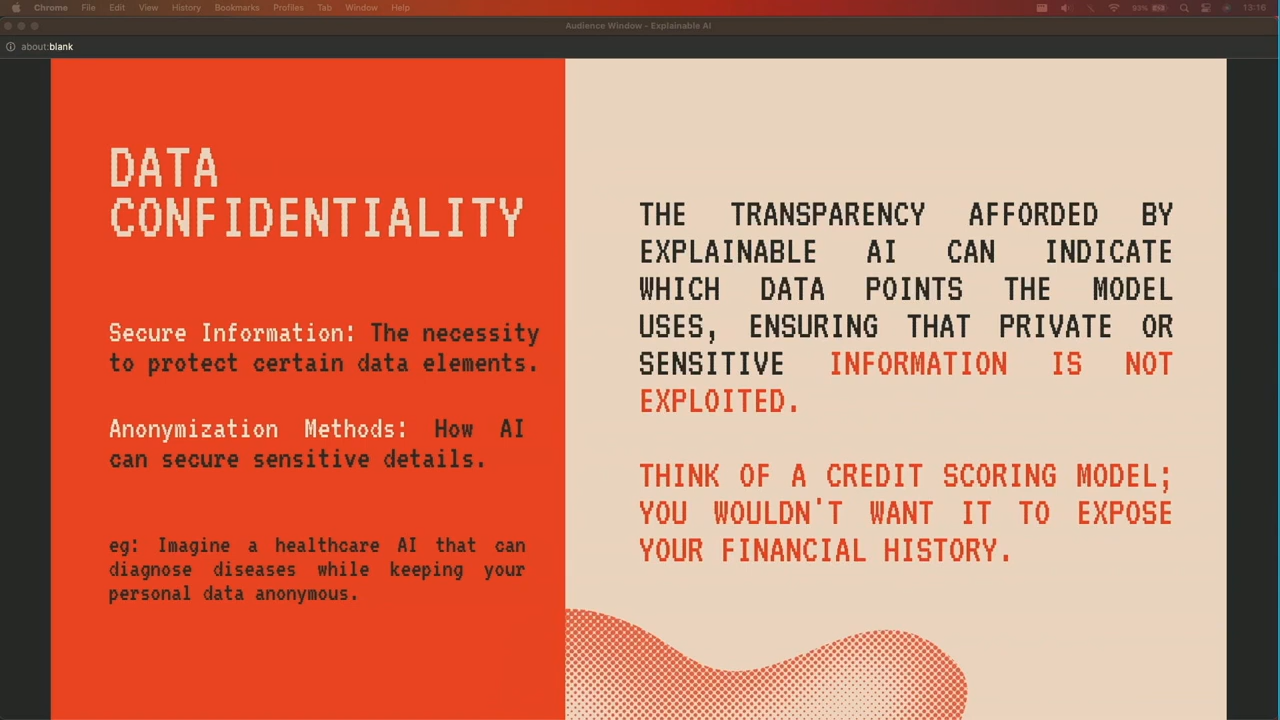 Chrome File Edit View History Bookmarks Profiles Tab Window Help 93% 13:16
Audience Window - Explainable AI
about:blank
DATA
CONFIDENTIALITY
Secure Information: The necessity
to protect certain data elements.
Anonymization Methods: How AI
can secure sensitive details.
eg: Imagine a healthcare AI that can
diagnose diseases while keeping your
personal data anonymous.
THE TRANSPARENCY AFFORDED BY
EXPLAINABLE AI CAN INDICATE
WHICH DATA POINTS THE MODEL
USES, ENSURING THAT PRIVATE OR
SENSITIVE INFORMATION IS NOT
EXPLOITED.
THINK OF A CREDIT SCORING MODEL;
YOU WOULDN'T WANT IT TO EXPOSE
YOUR FINANCIAL HISTORY.